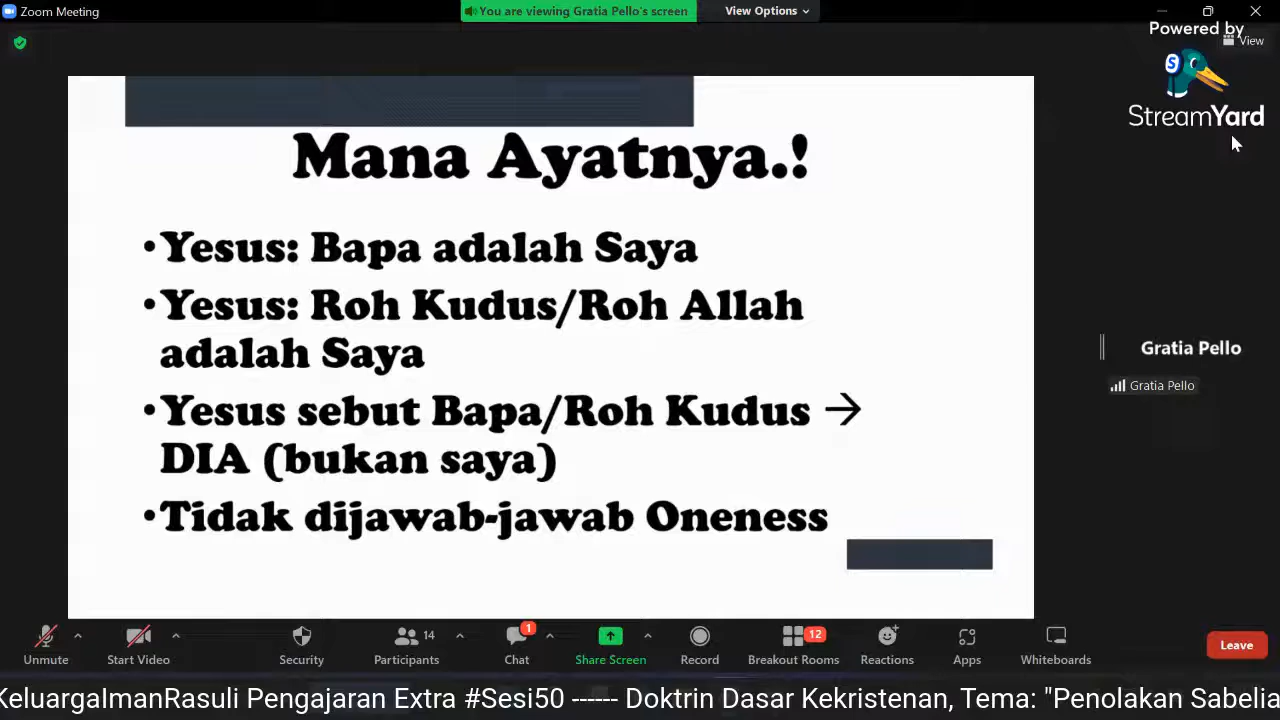 Zoom Meeting
You are viewing Gratia Pello's screen
View Options
Powered by
View
S
StreamYard
Mana Ayatnya.!
•Yesus: Bapa adalah Saya
•Yesus: Roh Kudus/Roh Allah
adalah Saya
•Yesus sebut Bapa/Roh Kudus →
DIA (bukan saya)
•Tidak dijawab-jawab Oneness
Gratia Pello
Gratia Pello
14
1
12
Unmute
Start Video
Security
Participants
Chat
Share Screen
Record
Breakout Rooms
Reactions
Apps
Whiteboards
Leave
KeluargaImanRasuli Pengajaran Extra #Sesi50 ------ Doktrin Dasar Kekristenan, Tema: "Penolakan Sabelia